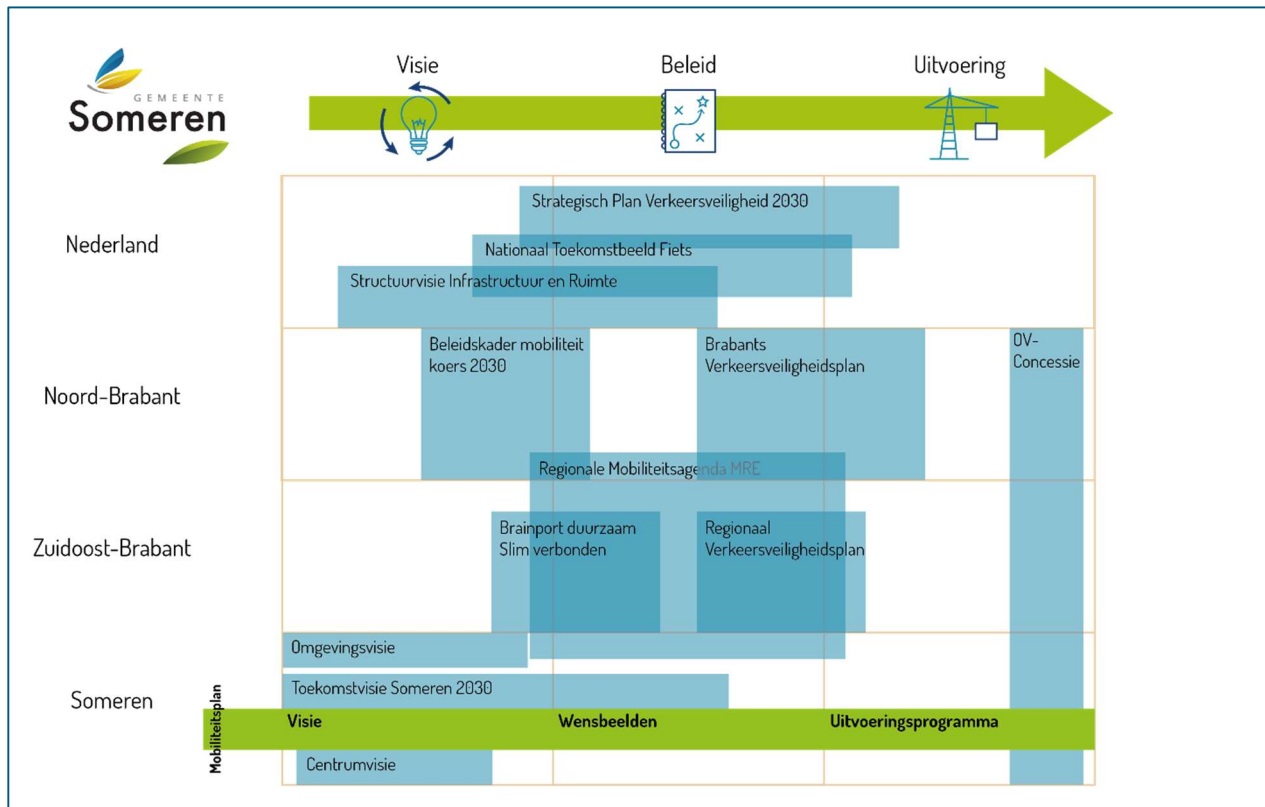 GEMEENTE
Someren
Visie
Beleid
Uitvoering
Nederland
Strategisch Plan Verkeersveiligheid 2030
Nationaal Toekomstbeeld Fiets
Structuurvisie Infrastructuur en Ruimte
Noord-Brabant
Beleidskader mobiliteit
koers 2030
Brabants
Verkeersveiligheidsplan
OV-
Concessie
Regionale Mobiliteitsagenda MRE
Zuidoost-Brabant
Brainport duurzaam
Slim verbonden
Regionaal
Verkeersveiligheidsplan
Someren
Omgevingsvisie
Toekomstvisie Someren 2030
Mobiliteitsplan
Visie
Wensbeelden
Uitvoeringsprogramma
Centrumvisie